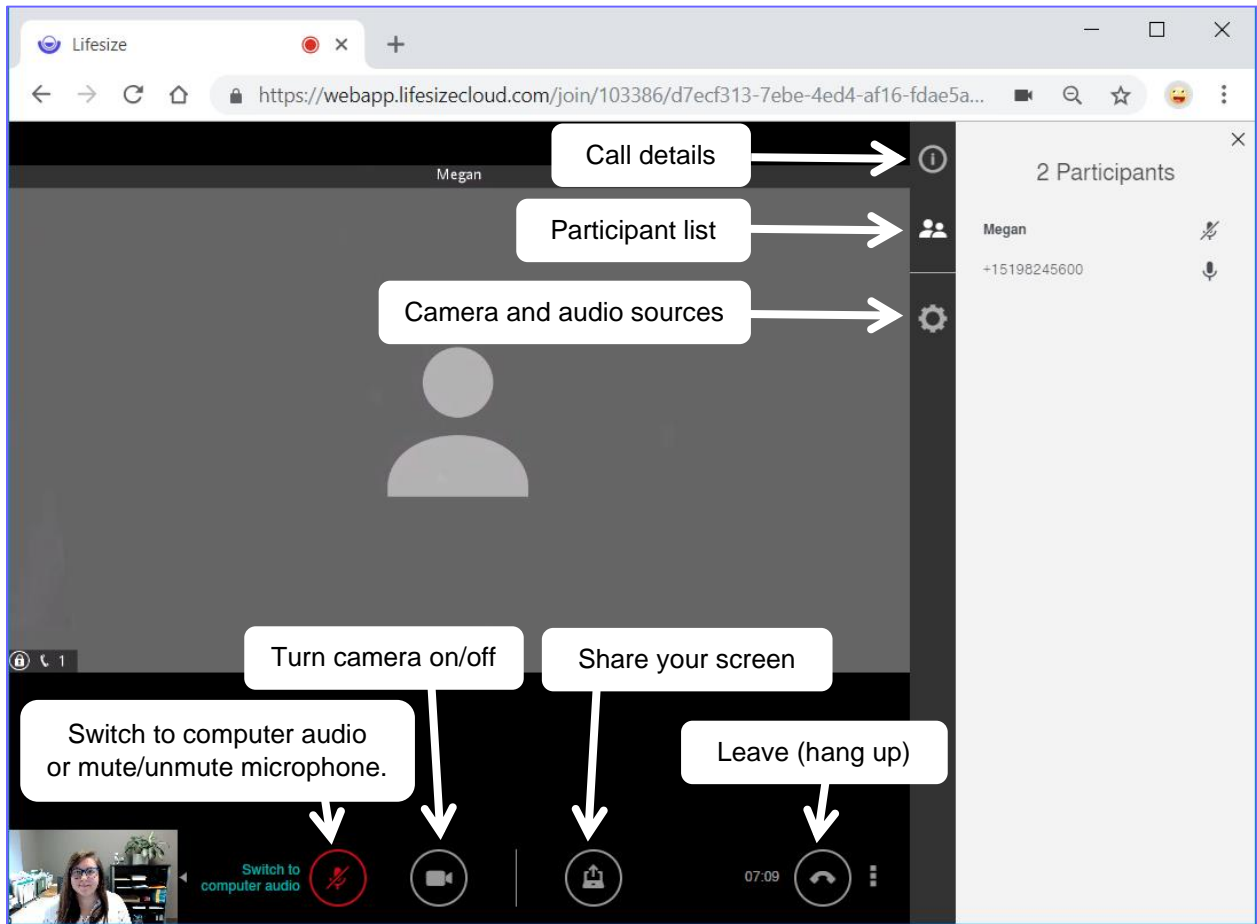 Lifesize
https://webapp.lifesizecloud.com/join/103386/d7ecf313-7ebe-4ed4-af16-fdae5a...
Call details
2 Participants
Megan
Participant list
Megan
+15198245600
Camera and audio sources
1
Turn camera on/off
Share your screen
Switch to computer audio
or mute/unmute microphone.
Leave (hang up)
Switch to
computer audio
07:09